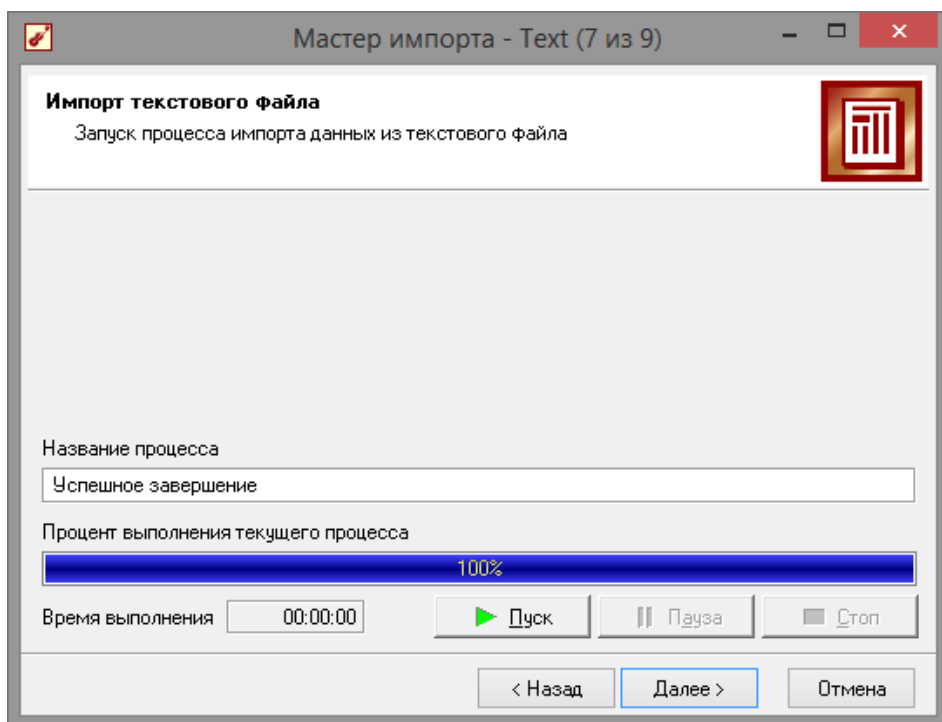 Мастер импорта - Text (7 из 9)
Импорт текстового файла
Запуск процесса импорта данных из текстового файла
Название процесса
Успешное завершение
Процент выполнения текущего процесса
100%
Время выполнения 00:00:00 Пуск Пауза Стоп
< Назад Далее > Отмена